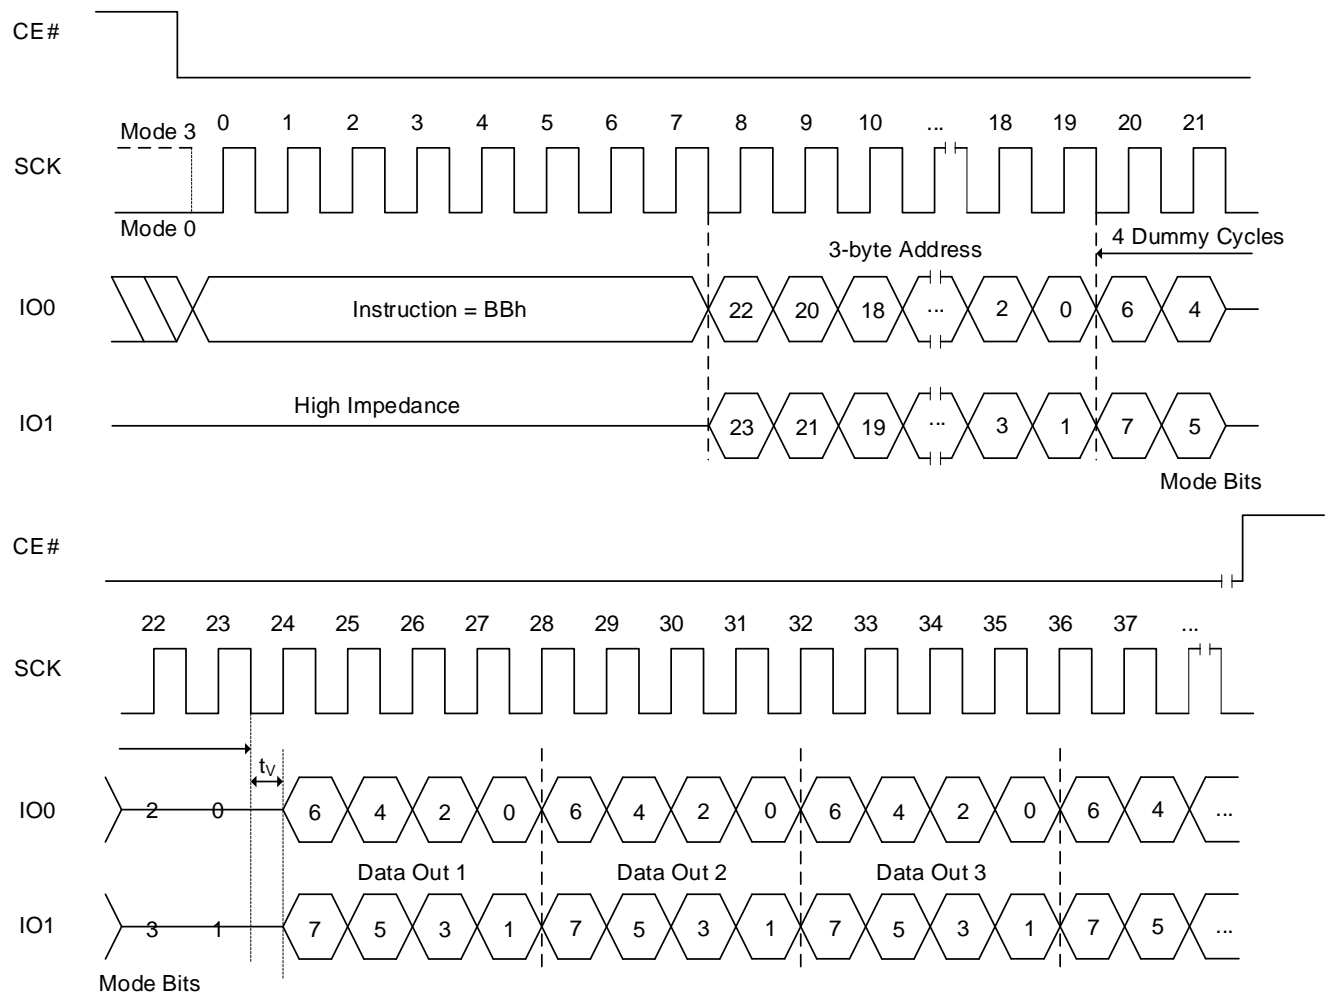 CE#
Mode 3 0 1 2 3 4 5 6 7 8 9 10 ... 18 19 20 21
SCK
Mode 0
3-byte Address 4 Dummy Cycles
IO0 Instruction = BBh 22 20 18 ... 2 0 6 4
High Impedance
IO1 23 21 19 ... 3 1 7 5
Mode Bits
CE#
22 23 24 25 26 27 28 29 30 31 32 33 34 35 36 37 ...
SCK
tV
IO0 2 0 6 4 2 0 6 4 2 0 6 4 2 0 6 4 ...
Data Out 1 Data Out 2 Data Out 3
IO1 3 1 7 5 3 1 7 5 3 1 7 5 3 1 7 5 ...
Mode Bits